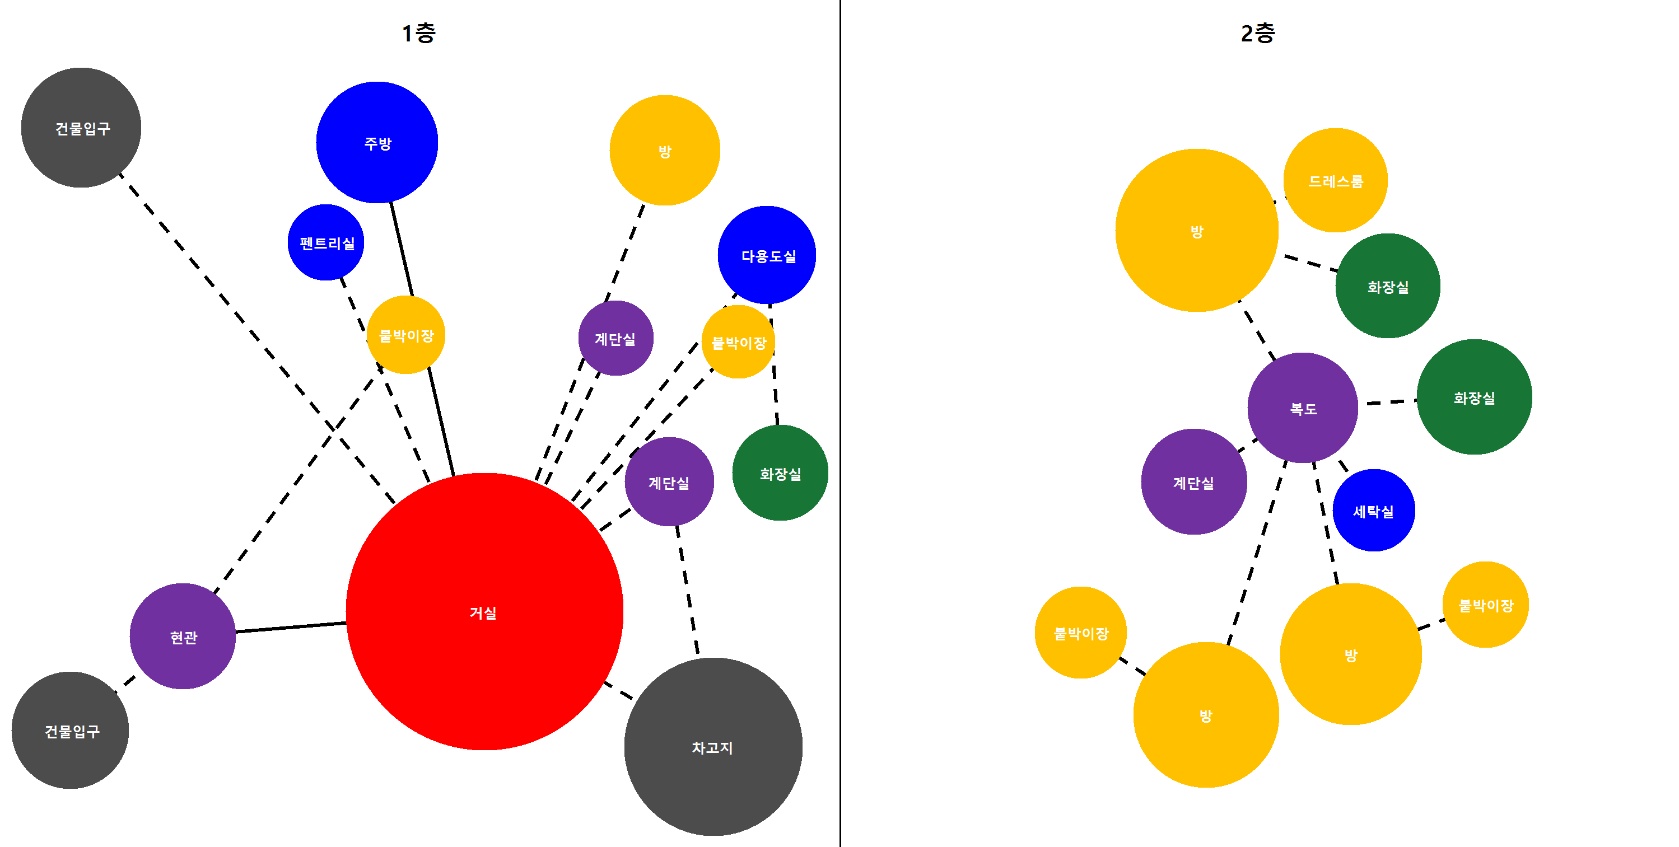 1층
건물입구
주방
방
펜트리실
다용도실
붙박이장
계단실
붙박이장
계단실
화장실
거실
현관
건물입구
차고지
2층
드레스룸
방
화장실
화장실
복도
계단실
세탁실
붙박이장
붙박이장
방
방